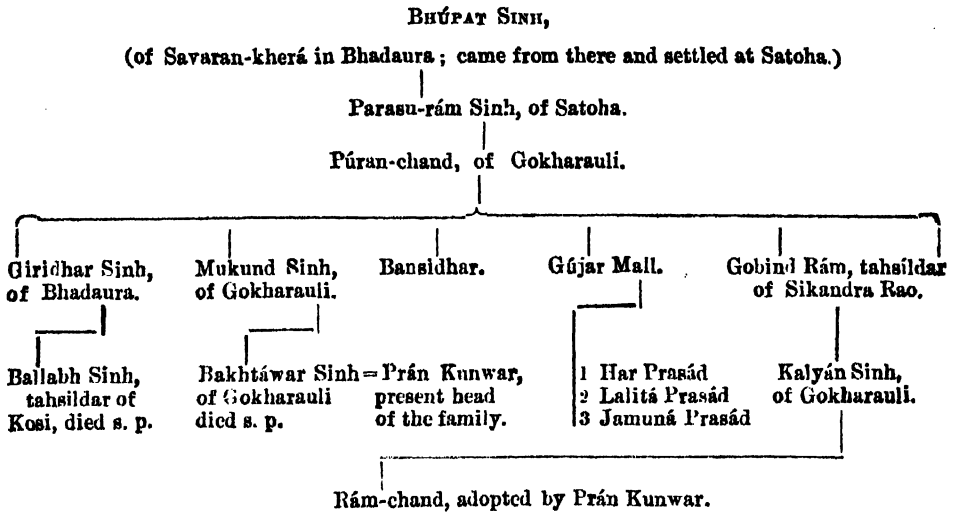 BHÚPAT SINH,
(of Savaran-kherá in Bhadaura; came from there and settled at Satoha.)
Parasu-rám Sinh, of Satoha.
Púran-chand, of Gokharauli.
Giridhar Sinh,
of Bhadaura.
Mukund Sinh,
of Gokharauli.
Bansidhar.
Gújar Mall.
Gobind Rám, tahsíldar
of Sikandra Rao.
Ballabh Sinh,
tahsildar of
Kosi, died s. p.
Bakhtáwar Sinh = Prán Kunwar,
of Gokharauli
died s. p.
present head
of the family.
1 Har Prasád
2 Lalitá Prasád
3 Jamuná Prasád
Kalyán Sinh,
of Gokharauli.
Rám-chand, adopted by Prán Kunwar.